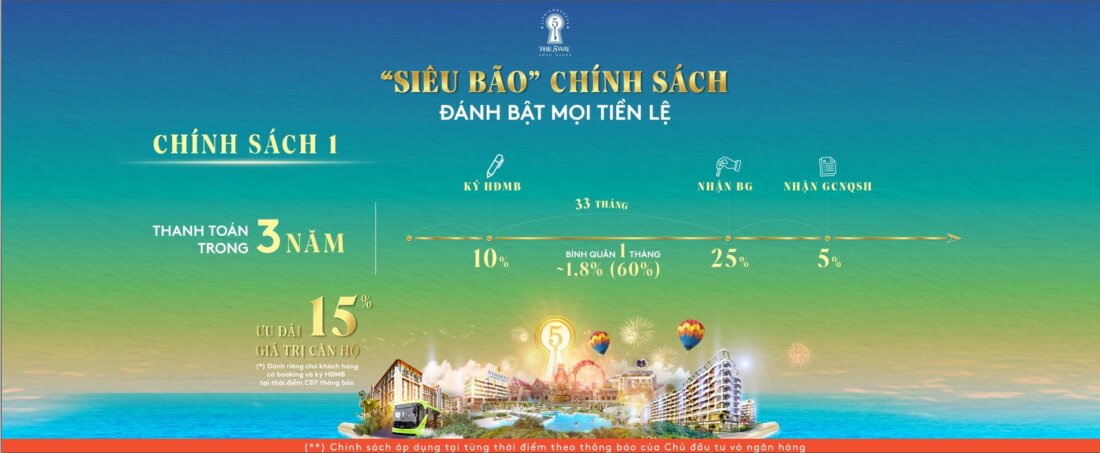 THE 5WAY
"SIÊU BÃO" CHÍNH SÁCH
ĐÁNH BẬT MỌI TIỀN LỆ
CHÍNH SÁCH 1
THANH TOÁN
TRONG 3 NĂM
KÝ HĐMB
NHẬN BG
NHẬN GCNQSH
33 THÁNG
10%
BÌNH QUÂN 1 THÁNG
~1,8% (60%)
25%
5%
ƯU ĐÃI 15%
GIÁ TRỊ CĂN HỘ
(*) Dành riêng cho khách hàng
có booking và ký HĐMB
tại thời điểm CĐT thông báo
5
(**) Chính sách áp dụng tại từng thời điểm theo thông báo của Chủ đầu tư và ngân hàng